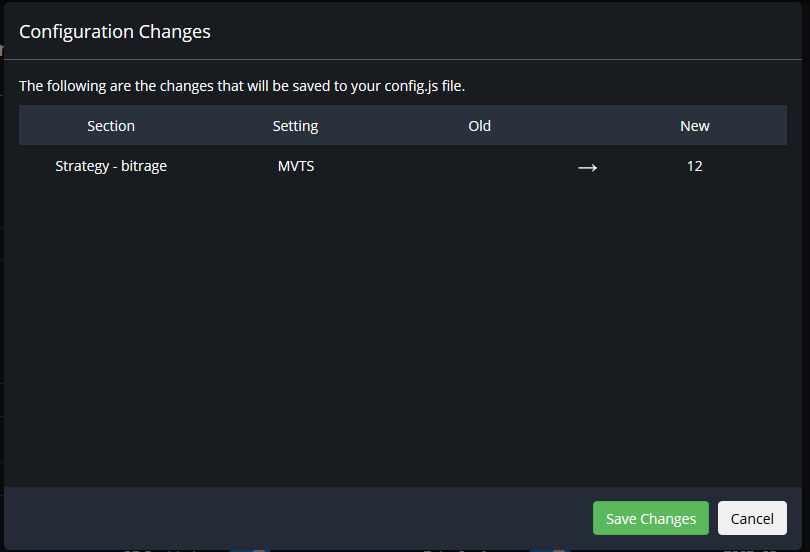 Configuration Changes
The following are the changes that will be saved to your config.js file.
Section Setting Old New
Strategy - bitrage MVTS → 12
Save Changes Cancel